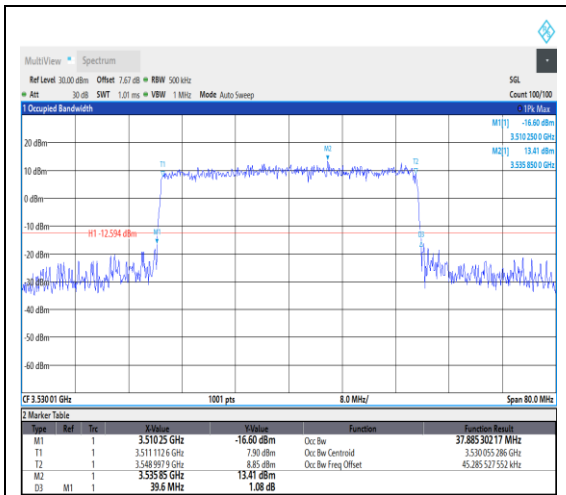 MultiView Spectrum
Ref Level 30.00 dBm Offset 7.67 dB RBW 500 kHz SGL
Att 30 dB SWT 1.01 ms VBW 1 MHz Mode Auto Sweep Count 100/100
1 Occupied Bandwidth 1Pk Max
M1[1] -16.60 dBm
3.510 250 0 GHz
M2[1] 13.41 dBm
3.535 850 0 GHz
20 dBm
M2
T1
T2
10 dBm
0 dBm
-10 dBm
H1 -12.594 dBm
M1
D3
-20 dBm
-30 dBm
-40 dBm
-50 dBm
-60 dBm
CF 3.530 01 GHz 1001 pts 8.0 MHz/ Span 80.0 MHz
2 Marker Table
Type Ref Trc X-Value Y-Value Function Function Result
M1 1 3.510 25 GHz -16.60 dBm Occ Bw 37.885 302 17 MHz
T1 1 3.511 112 6 GHz 7.90 dBm Occ Bw Centroid 3.530 055 286 GHz
T2 1 3.548 997 9 GHz 8.85 dBm Occ Bw Freq Offset 45.285 527 552 kHz
M2 1 3.535 85 GHz 13.41 dBm
D3 M1 1 39.6 MHz 1.08 dB